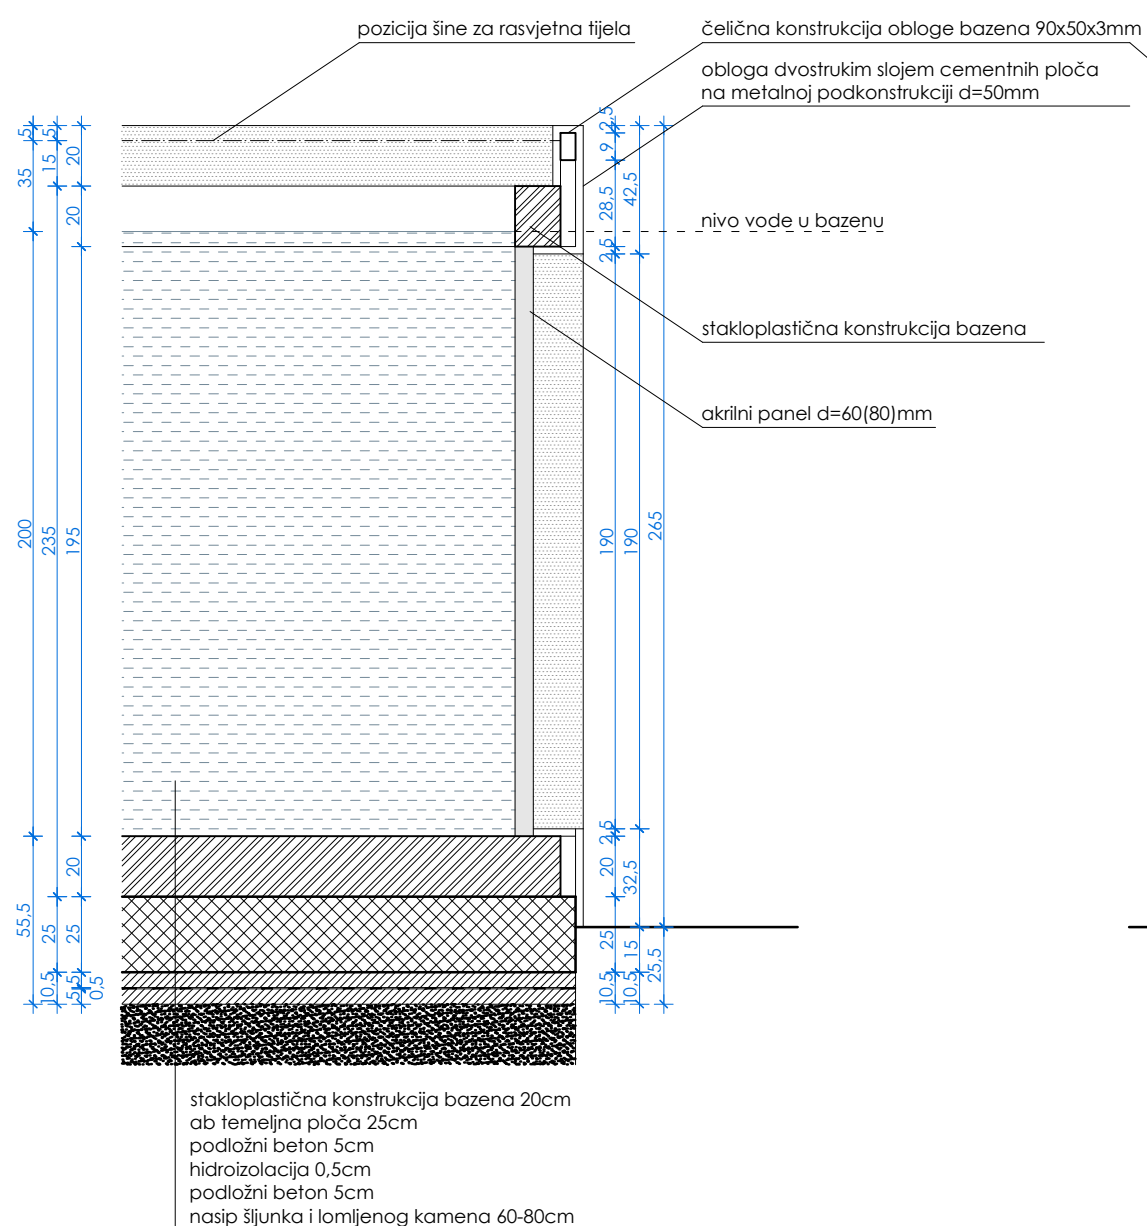 pozicija šine za rasvjetna tijela
čelična konstrukcija obloge bazena 90x50x3mm
obloga dvostrukim slojem cementnih ploča
na metalnoj podkonstrukciji d=50mm
nivo vode u bazenu
stakloplastična konstrukcija bazena
akrilni panel d=60(80)mm
5
35
200
55,5
5
15
235
25
10,5
20
20
195
20
25
5,5
0,5
2,5
9
28,5
2,5
190
2,5
20
25
10,5
42,5
190
32,5
15
10,5
265
25,5
stakloplastična konstrukcija bazena 20cm
ab temeljna ploča 25cm
podložni beton 5cm
hidroizolacija 0,5cm
podložni beton 5cm
nasip šljunka i lomljenog kamena 60-80cm